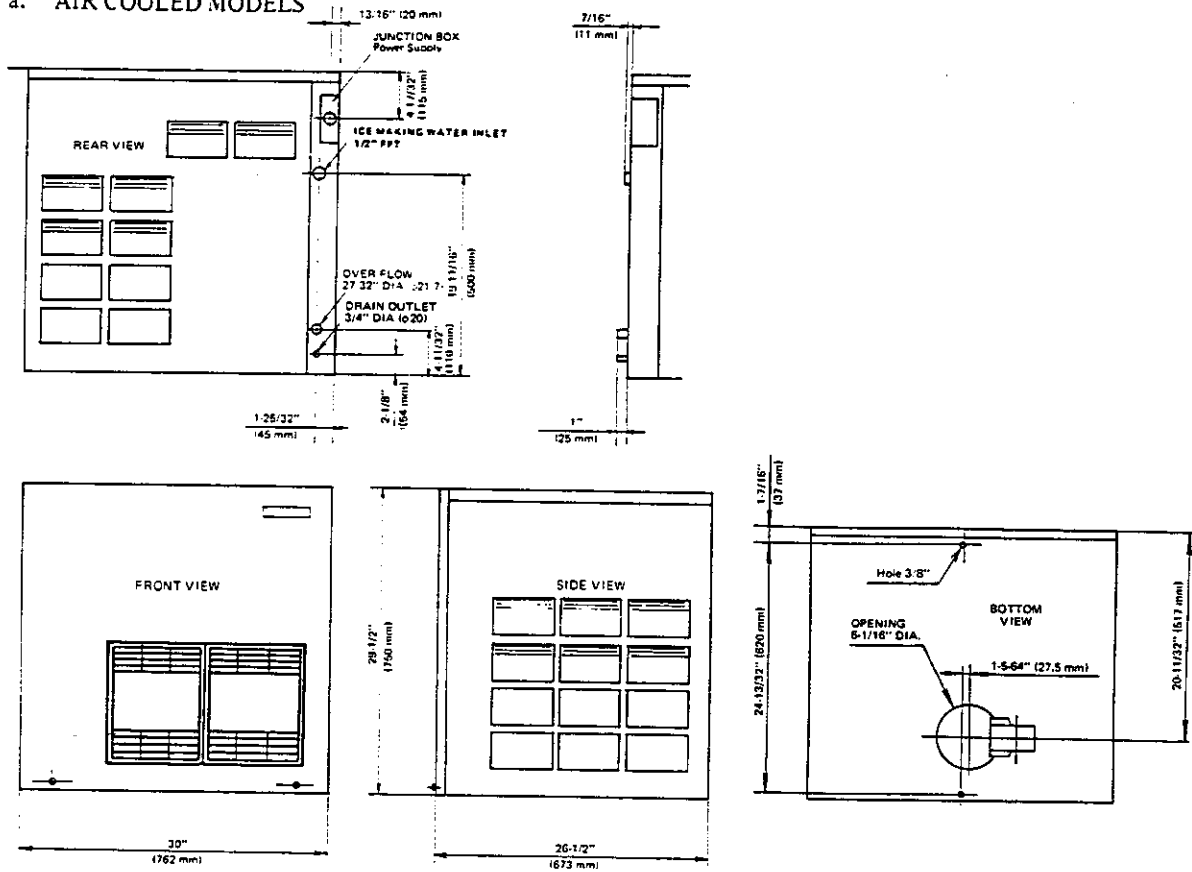 a. AIR COOLED MODELS
13/16" (20 mm)
7/16"
(11 mm)
JUNCTION BOX
Power Supply
4-17/32"
(115 mm)
ICE MAKING WATER INLET
1/2" FPT
REAR VIEW
OVER FLOW
27 32" DIA
DRAIN OUTLET
3/4" DIA (φ20)
19-11/16"
(500 mm)
4-11/32"
(110 mm)
2-1/8"
(54 mm)
1-25/32"
(45 mm)
1"
(25 mm)
1-7/16"
(37 mm)
FRONT VIEW
SIDE VIEW
Hole 3/8"
BOTTOM
VIEW
OPENING
6-1/16" DIA.
1-5-64" (27.5 mm)
29-1/2"
(750 mm)
24-13/32" (620 mm)
20-11/32" (517 mm)
30"
(762 mm)
26-1/2"
(673 mm)